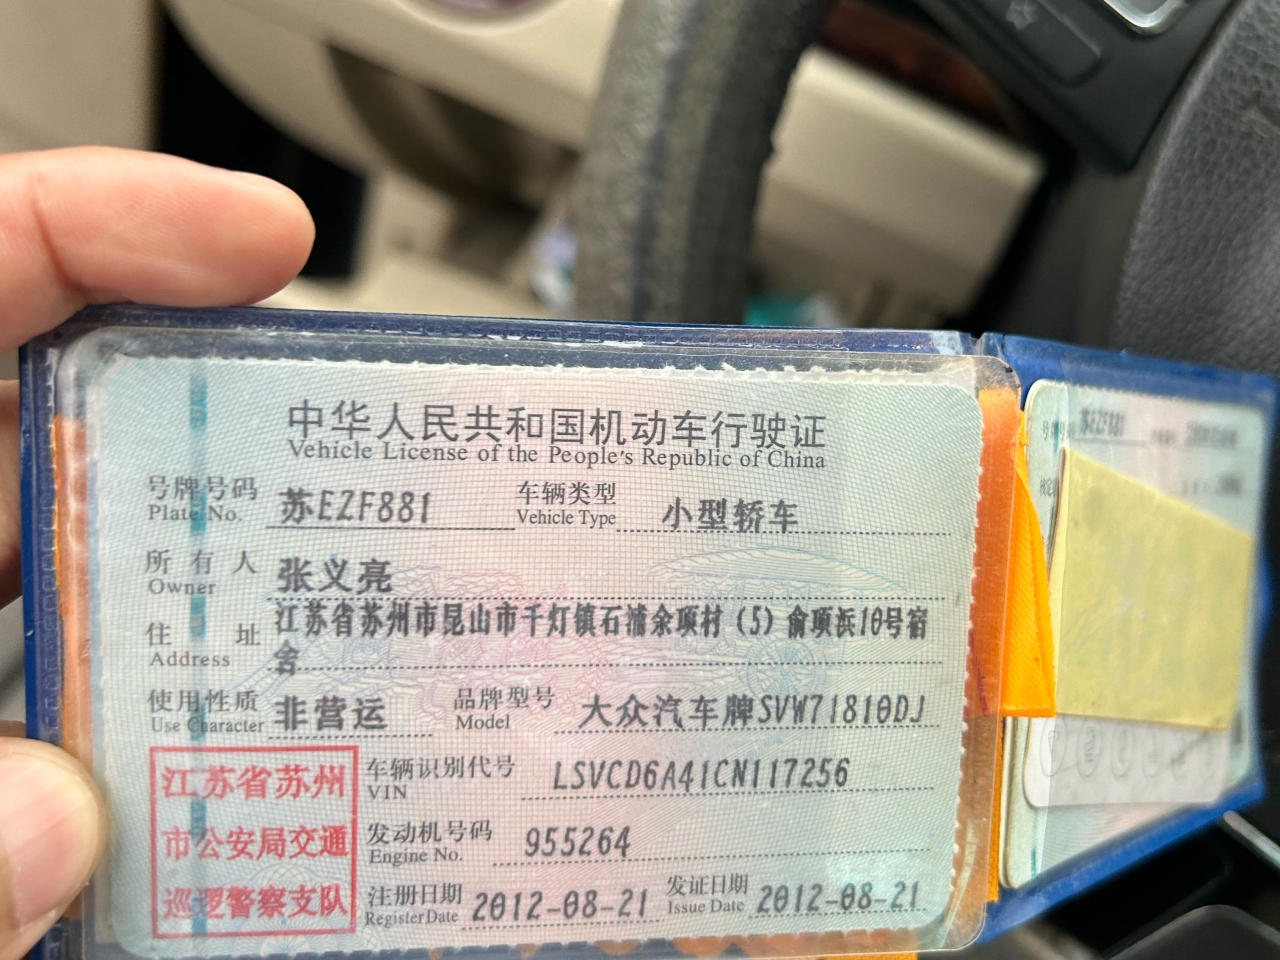 中华人民共和国机动车行驶证
Vehicle License of the People's Republic of China
号牌号码 苏EZF881 车辆类型 小型轿车
Plate No. Vehicle Type
所有人 张义亮
Owner
住址 江苏省苏州市昆山市千灯镇石浦余项村(5)俞项浜10号宿
Address 舍
使用性质 非营运 品牌型号 大众汽车牌SVW71810DJ
Use Character Model
江苏省苏州 车辆识别代号 LSVCD6A41CN117256
VIN
市公安局交通 发动机号码 955264
Engine No.
巡逻警察支队 注册日期 2012-08-21 发证日期 2012-08-21
Register Date Issue Date
苏EZF881